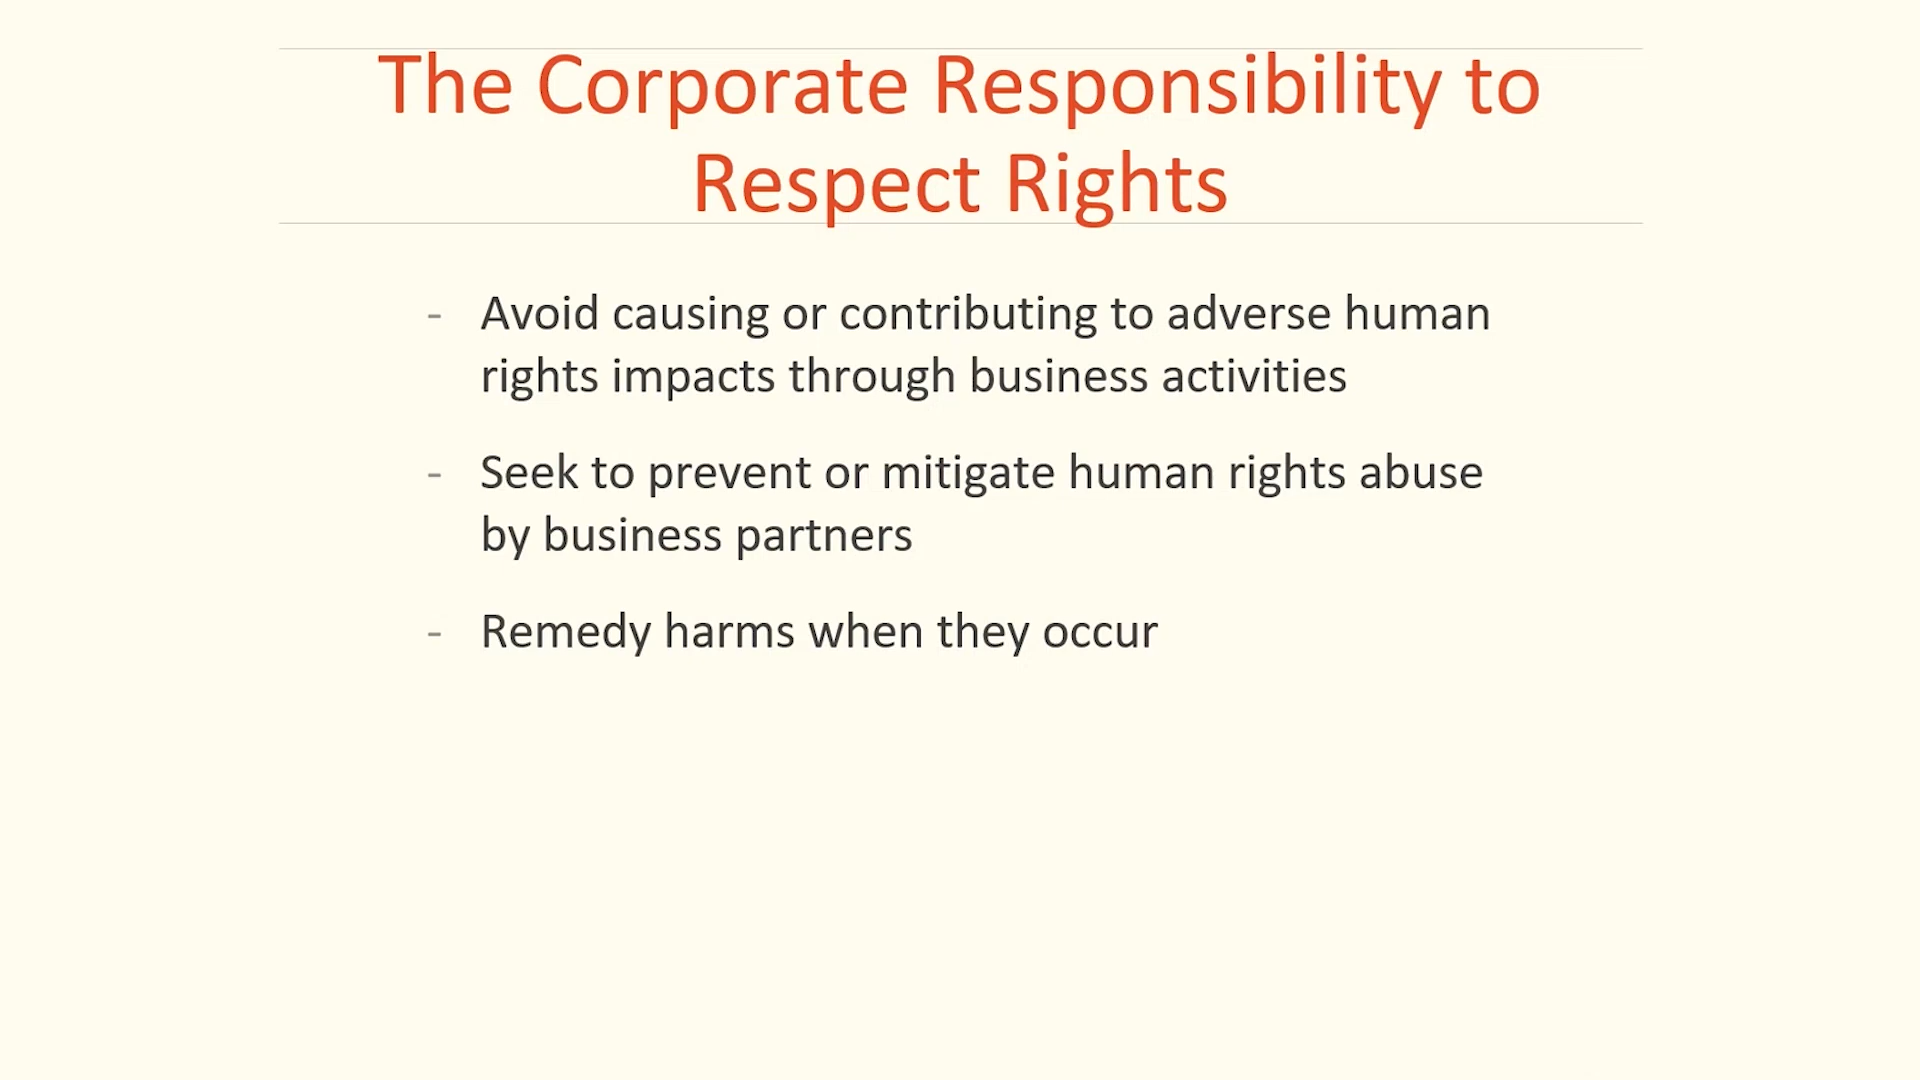 The Corporate Responsibility to
Respect Rights
- Avoid causing or contributing to adverse human
rights impacts through business activities
- Seek to prevent or mitigate human rights abuse
by business partners
- Remedy harms when they occur